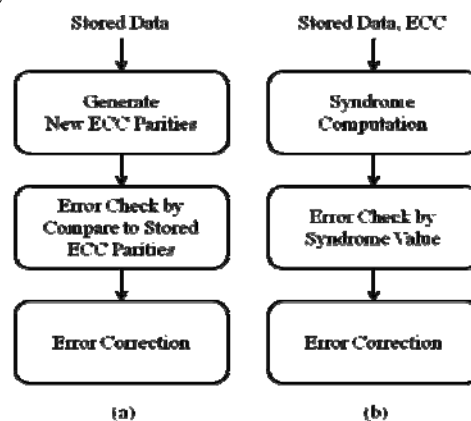 Stored Data
Generate
New ECC Parities
Error Check by
Compare to Stored
ECC Parities
Error Correction
(a)
Stored Data, ECC
Syndrome
Computation
Error Check by
Syndrome Value
Error Correction
(b)